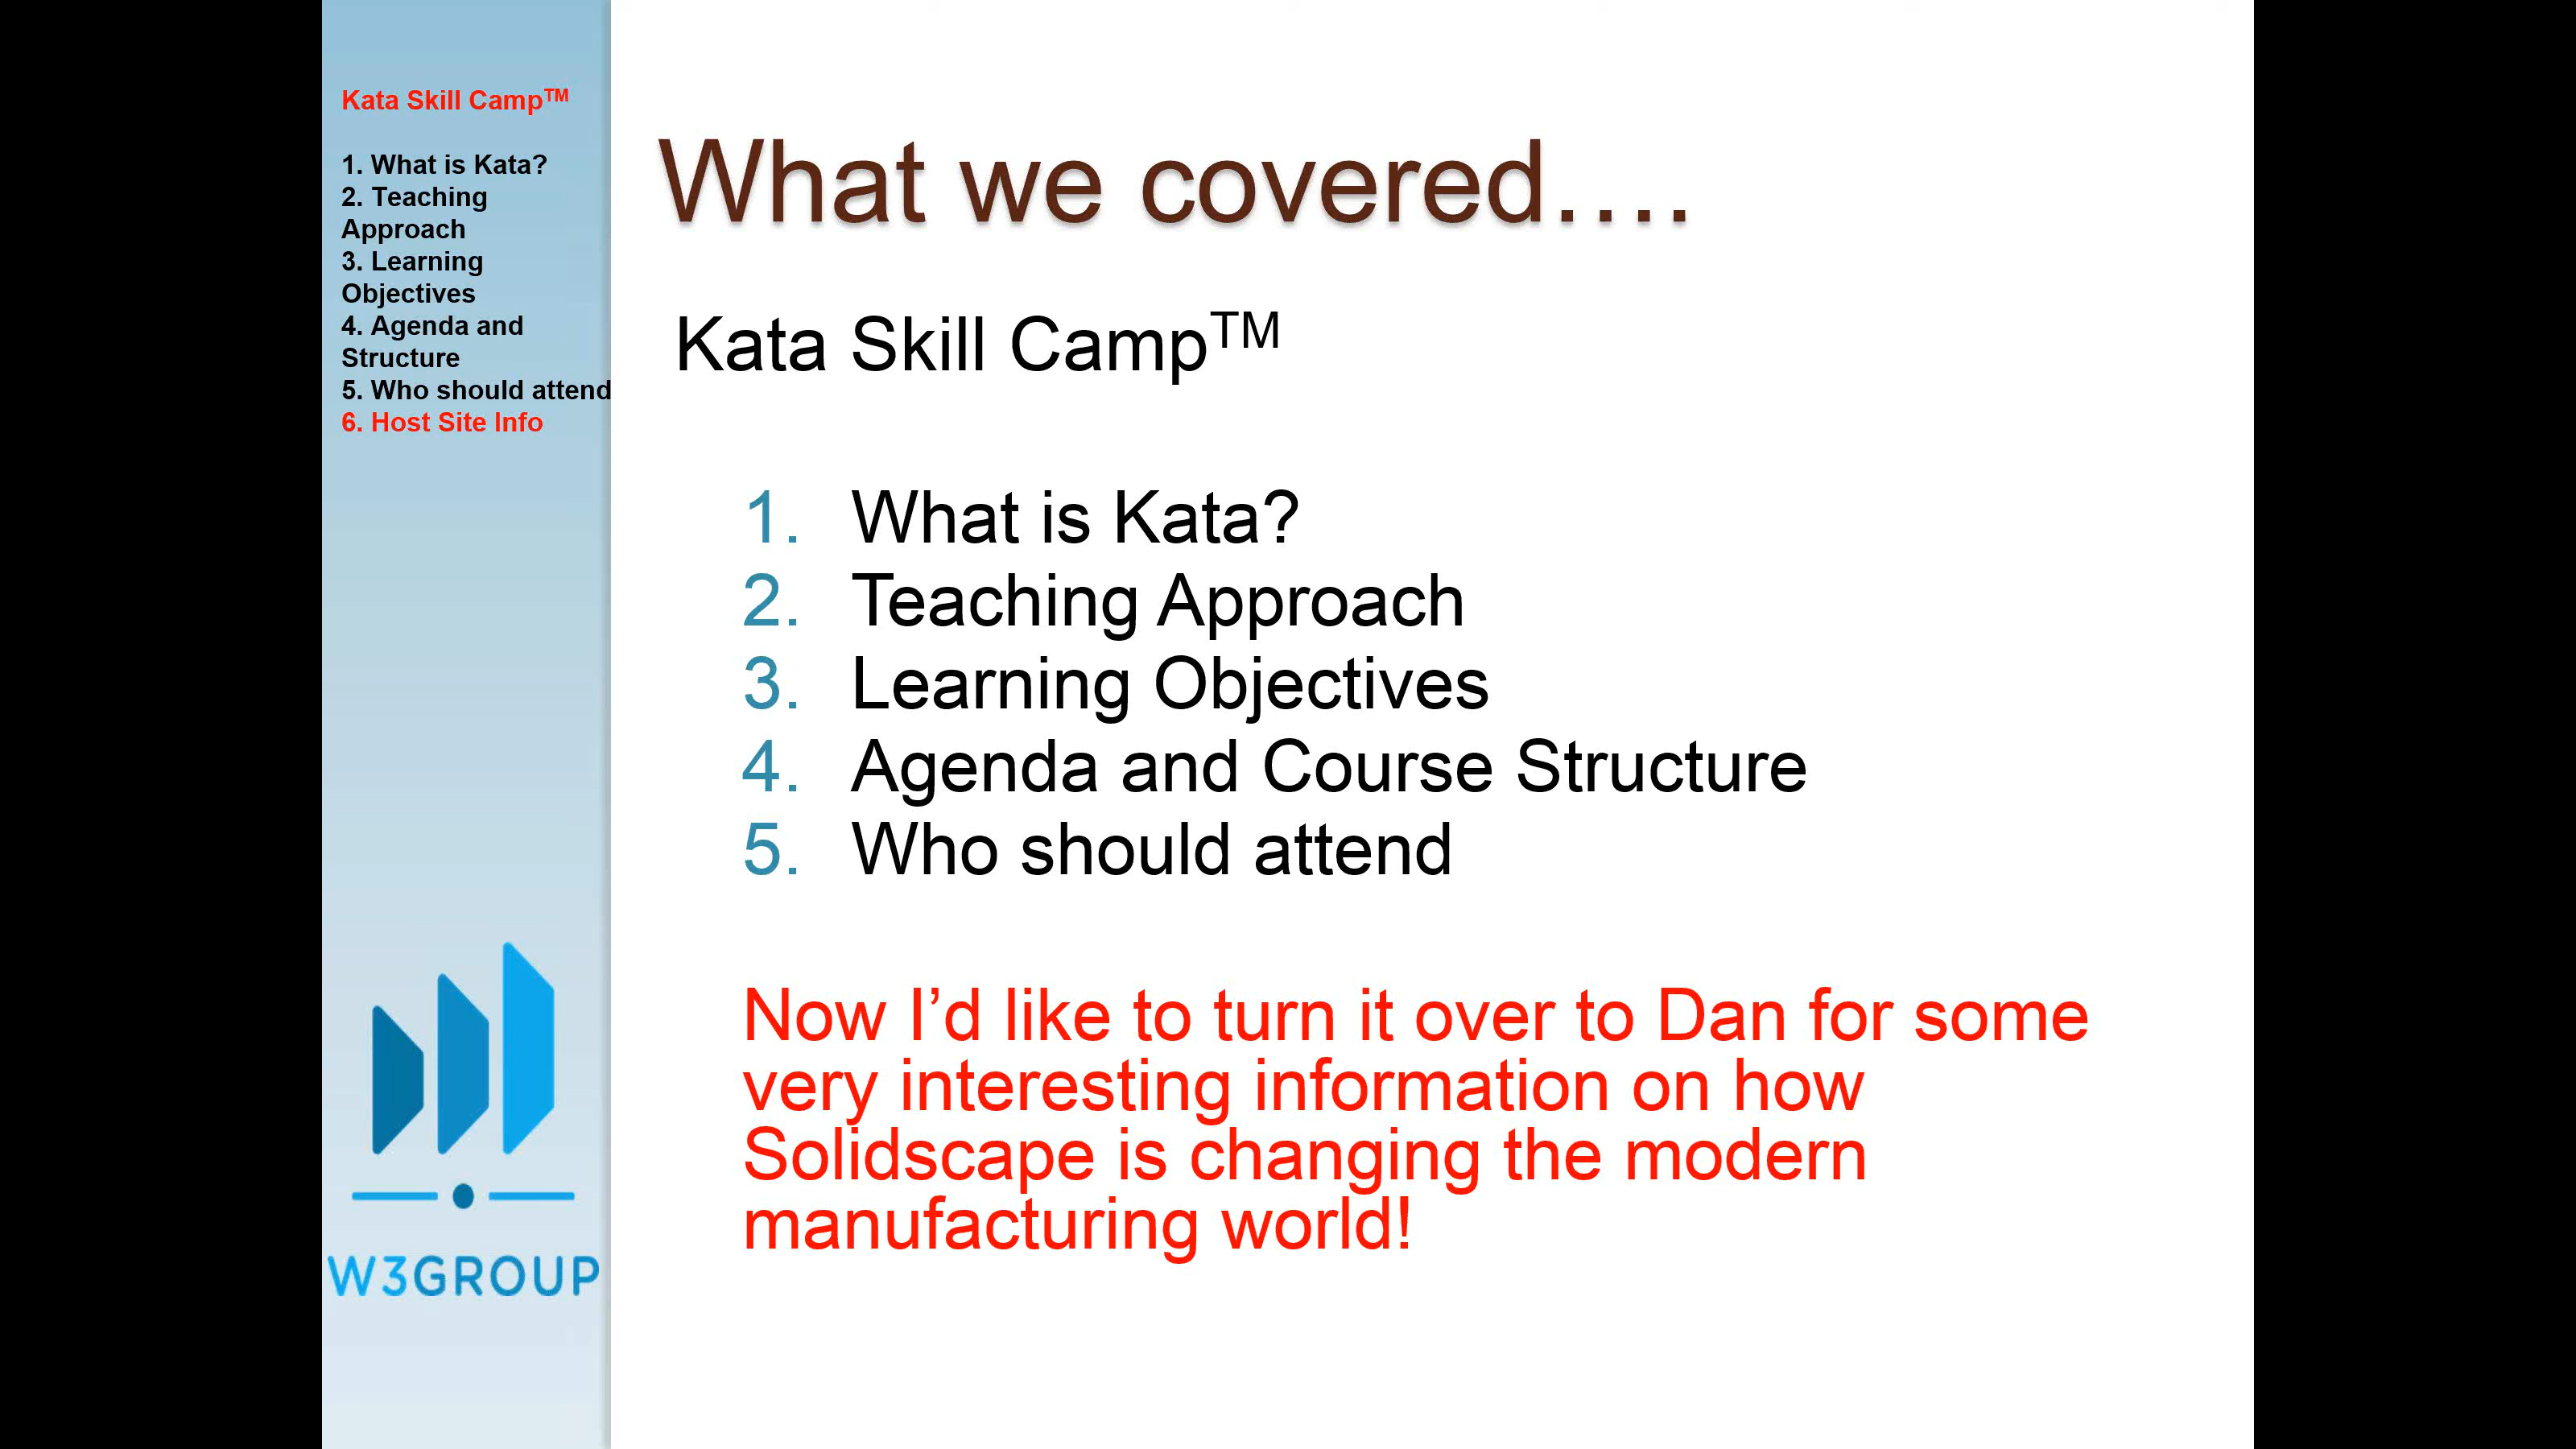 Kata Skill Camp™
1. What is Kata?
2. Teaching
Approach
3. Learning
Objectives
4. Agenda and
Structure
5. Who should attend
6. Host Site Info
W3GROUP
What we covered….
Kata Skill Camp™
1. What is Kata?
2. Teaching Approach
3. Learning Objectives
4. Agenda and Course Structure
5. Who should attend
Now I’d like to turn it over to Dan for some
very interesting information on how
Solidscape is changing the modern
manufacturing world!